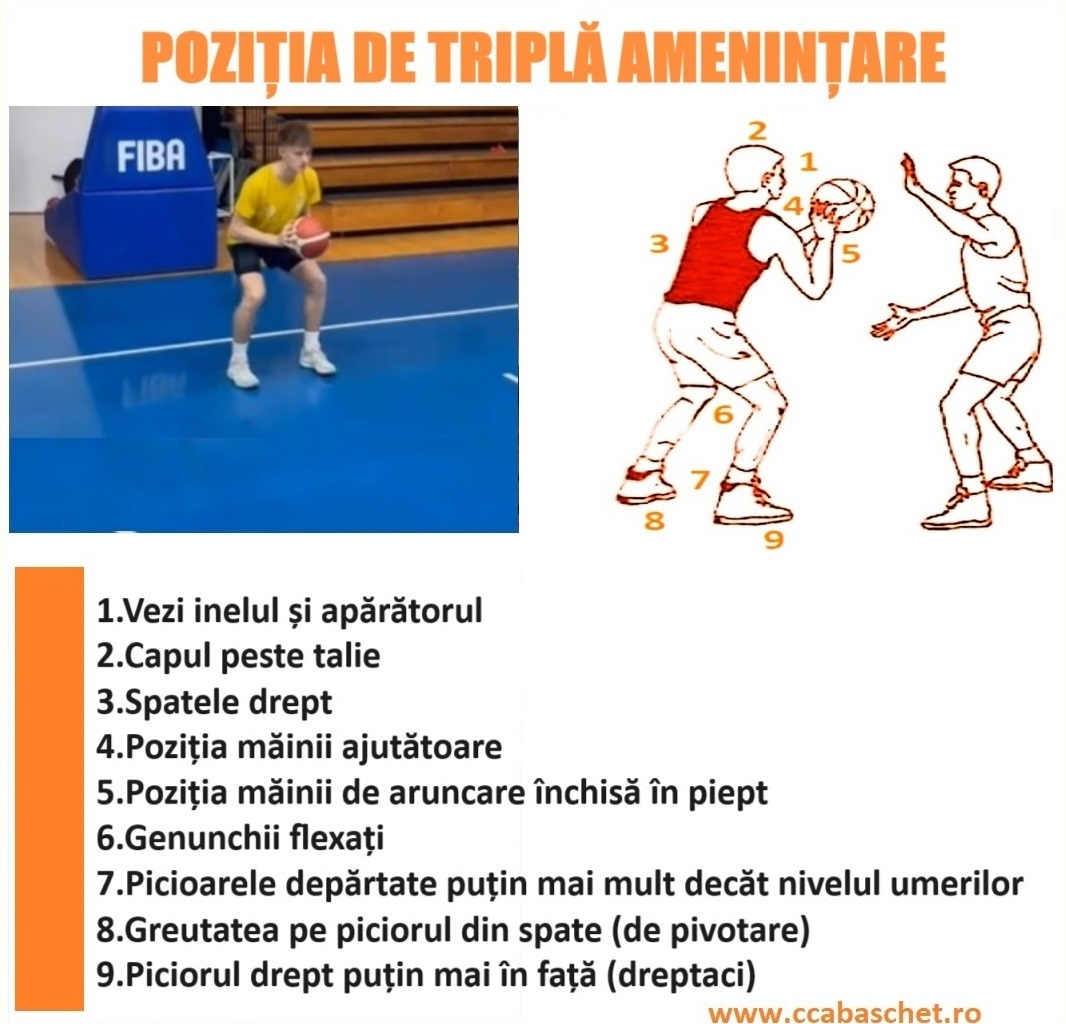 POZIȚIA DE TRIPLĂ AMENINȚARE
FIBA
2
1
4
3
5
6
7
8
9
1.Vezi inelul și apărătorul
2.Capul peste talie
3.Spatele drept
4.Poziția măinii ajutătoare
5.Poziția măinii de aruncare închisă în piept
6.Genunchii flexați
7.Picioarele depărtate puțin mai mult decăt nivelul umerilor
8.Greutatea pe piciorul din spate (de pivotare)
9.Piciorul drept puțin mai în față (dreptaci)
www.ccabaschet.ro